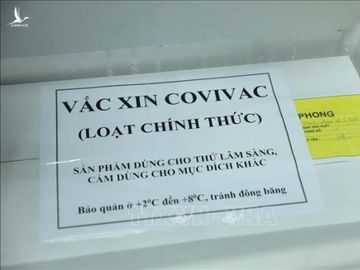 VẮC XIN COVIVAC
(LOẠT CHÍNH THỨC)
SẢN PHẨM DÙNG CHO THỬ LÂM SÀNG,
CẤM DÙNG CHO MỤC ĐÍCH KHÁC
Bảo quản ở +2°C đến +8°C, tránh đông băng
PHONG